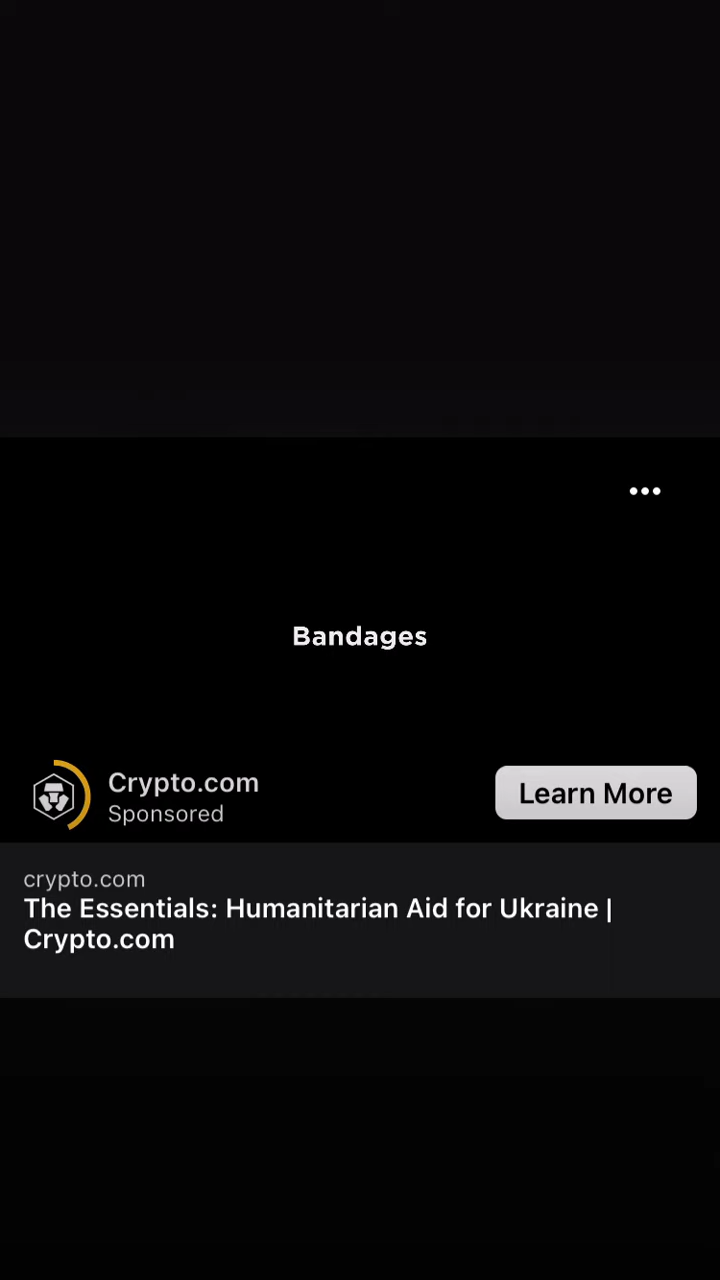 Bandages
Crypto.com
Sponsored
Learn More
crypto.com
The Essentials: Humanitarian Aid for Ukraine |
Crypto.com